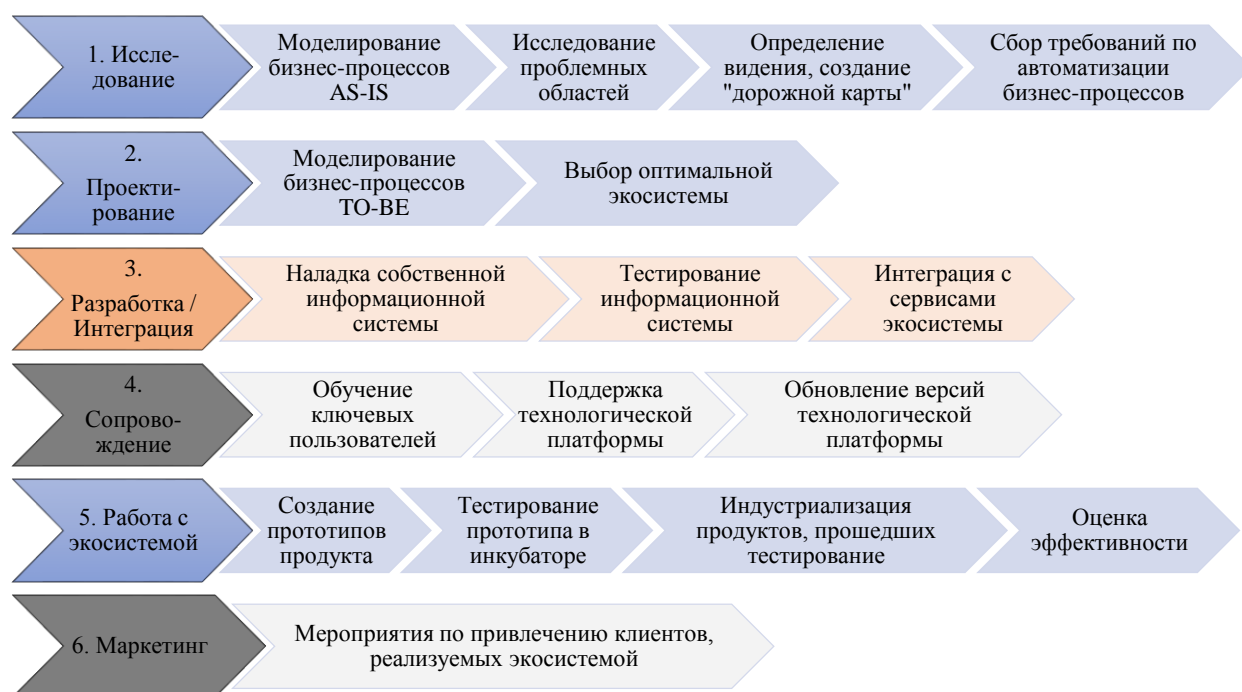 1. Иссле-
дование
Моделирование
бизнес-процессов
AS-IS
Исследование
проблемных
областей
Определение
видения, создание
"дорожной карты"
Сбор требований по
автоматизации
бизнес-процессов
2.
Проекти-
рование
Моделирование
бизнес-процессов
TO-BE
Выбор оптимальной
экосистемы
3.
Разработка /
Интеграция
Наладка собственной
информационной
системы
Тестирование
информационной
системы
Интеграция с
сервисами
экосистемы
4.
Сопрово-
ждение
Обучение
ключевых
пользователей
Поддержка
технологической
платформы
Обновление версий
технологической
платформы
5. Работа с
экосистемой
Создание
прототипов
продукта
Тестирование
прототипа в
инкубаторе
Индустриализация
продуктов, прошедших
тестирование
Оценка
эффективности
6. Маркетинг
Мероприятия по привлечению клиентов,
реализуемых экосистемой